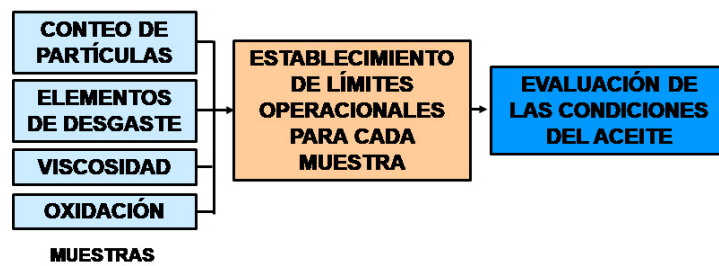 CONTEO DE
PARTÍCULAS
ELEMENTOS
DE DESGASTE
VISCOSIDAD
OXIDACIÓN
MUESTRAS
ESTABLECIMIENTO
DE LÍMITES
OPERACIONALES
PARA CADA
MUESTRA
EVALUACIÓN DE
LAS CONDICIONES
DEL ACEITE